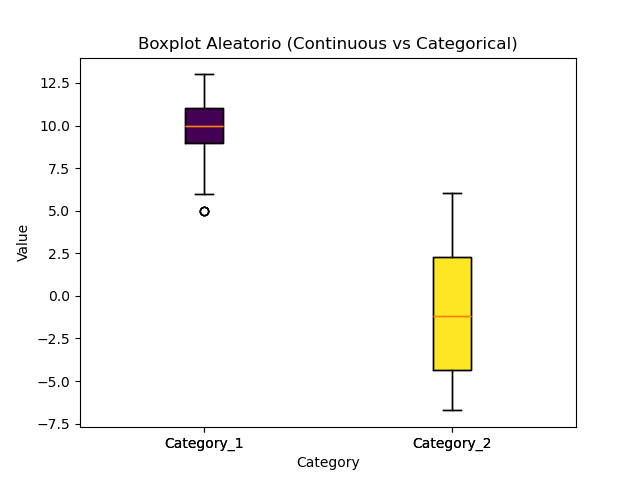 Boxplot Aleatorio (Continuous vs Categorical)
Value
12.5
10.0
7.5
5.0
2.5
0.0
−2.5
−5.0
−7.5
Category_1
Category_2
Category